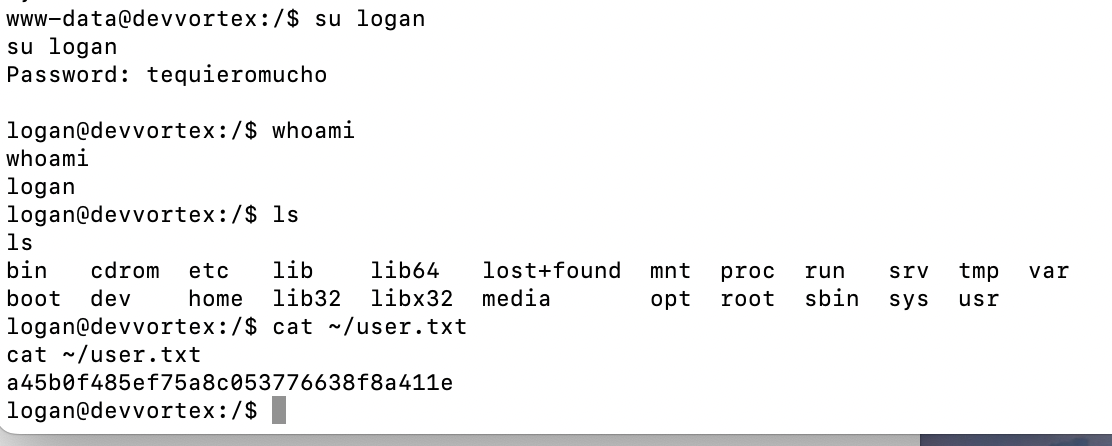 www-data@devvortex:/$ su logan
su logan
Password: tequieromucho
logan@devvortex:/$ whoami
whoami
logan
logan@devvortex:/$ ls
ls
bin   cdrom  etc   lib    lib64   lost+found  mnt  proc  run   srv  tmp  var
boot  dev    home  lib32  libx32  media       opt  root  sbin  sys  usr
logan@devvortex:/$ cat ~/user.txt
cat ~/user.txt
a45b0f485ef75a8c053776638f8a411e
logan@devvortex:/$